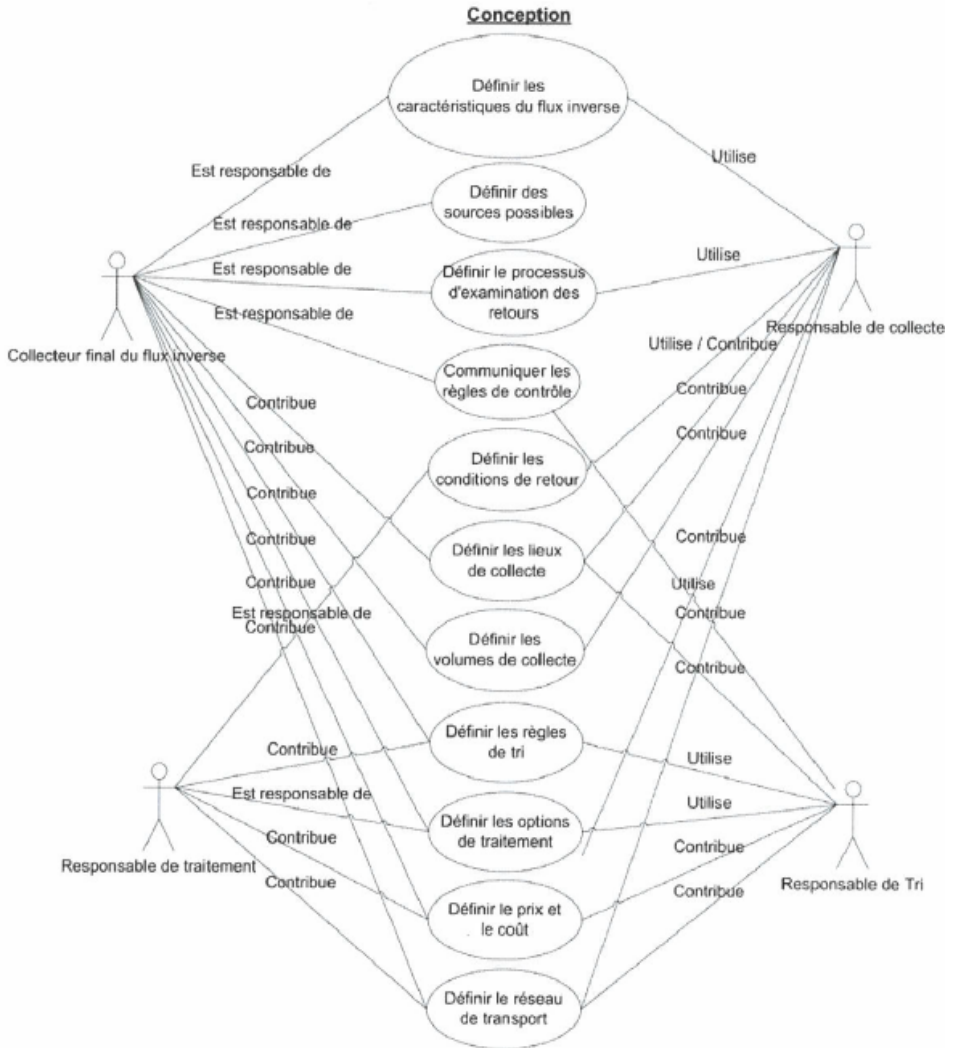 Conception
Définir les
caractéristiques du flux inverse
Est responsable de
Utilise
Définir des
sources possibles
Est responsable de
Est responsable de
Définir le processus
d'examination des
retours
Utilise
Est responsable de
Collecteur final du flux inverse
Responsable de collecte
Utilise / Contribue
Communiquer les
règles de contrôle
Contribue
Contribue
Contribue
Contribue
Définir les
conditions de retour
Contribue
Contribue
Contribue
Définir les lieux
de collecte
Contribue
Utilise
Est responsable de
Contribue
Contribue
Définir les
volumes de collecte
Contribue
Définir les règles
de tri
Contribue
Utilise
Est responsable de
Utilise
Définir les options
de traitement
Contribue
Contribue
Responsable de traitement
Responsable de Tri
Contribue
Contribue
Définir le prix et
le coût
Définir le réseau
de transport